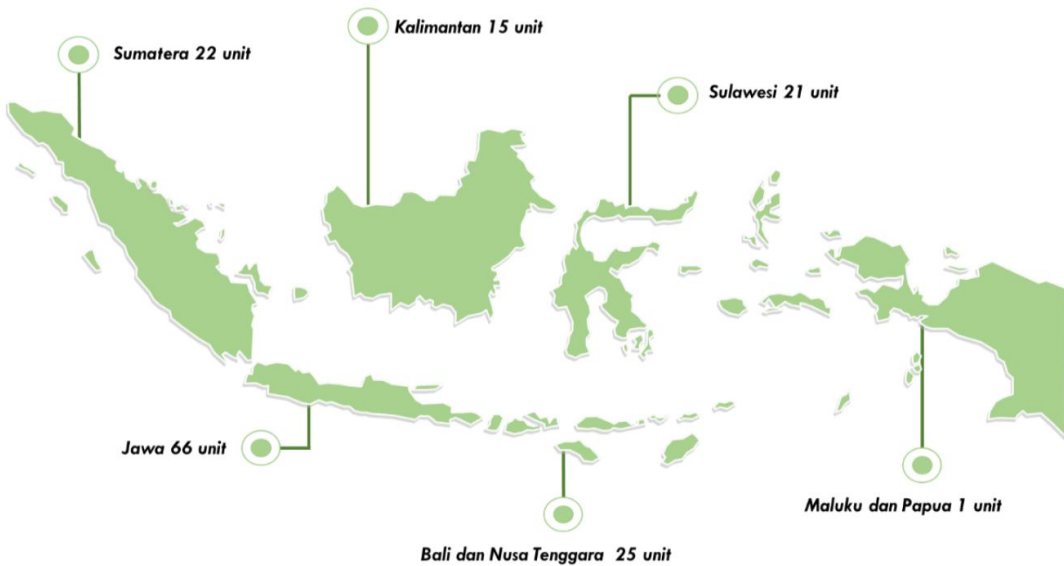 Kalimantan 15 unit
Sumatera 22 unit
Sulawesi 21 unit
Jawa 66 unit
Maluku dan Papua 1 unit
Bali dan Nusa Tenggara 25 unit